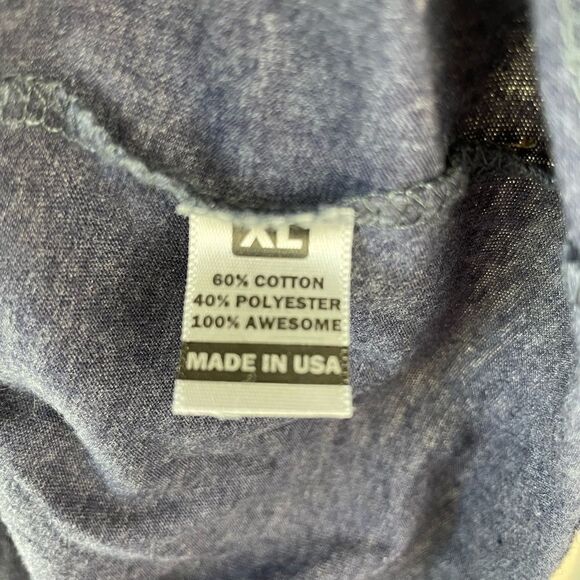 XL
60% COTTON
40% POLYESTER
100% AWESOME
MADE IN USA